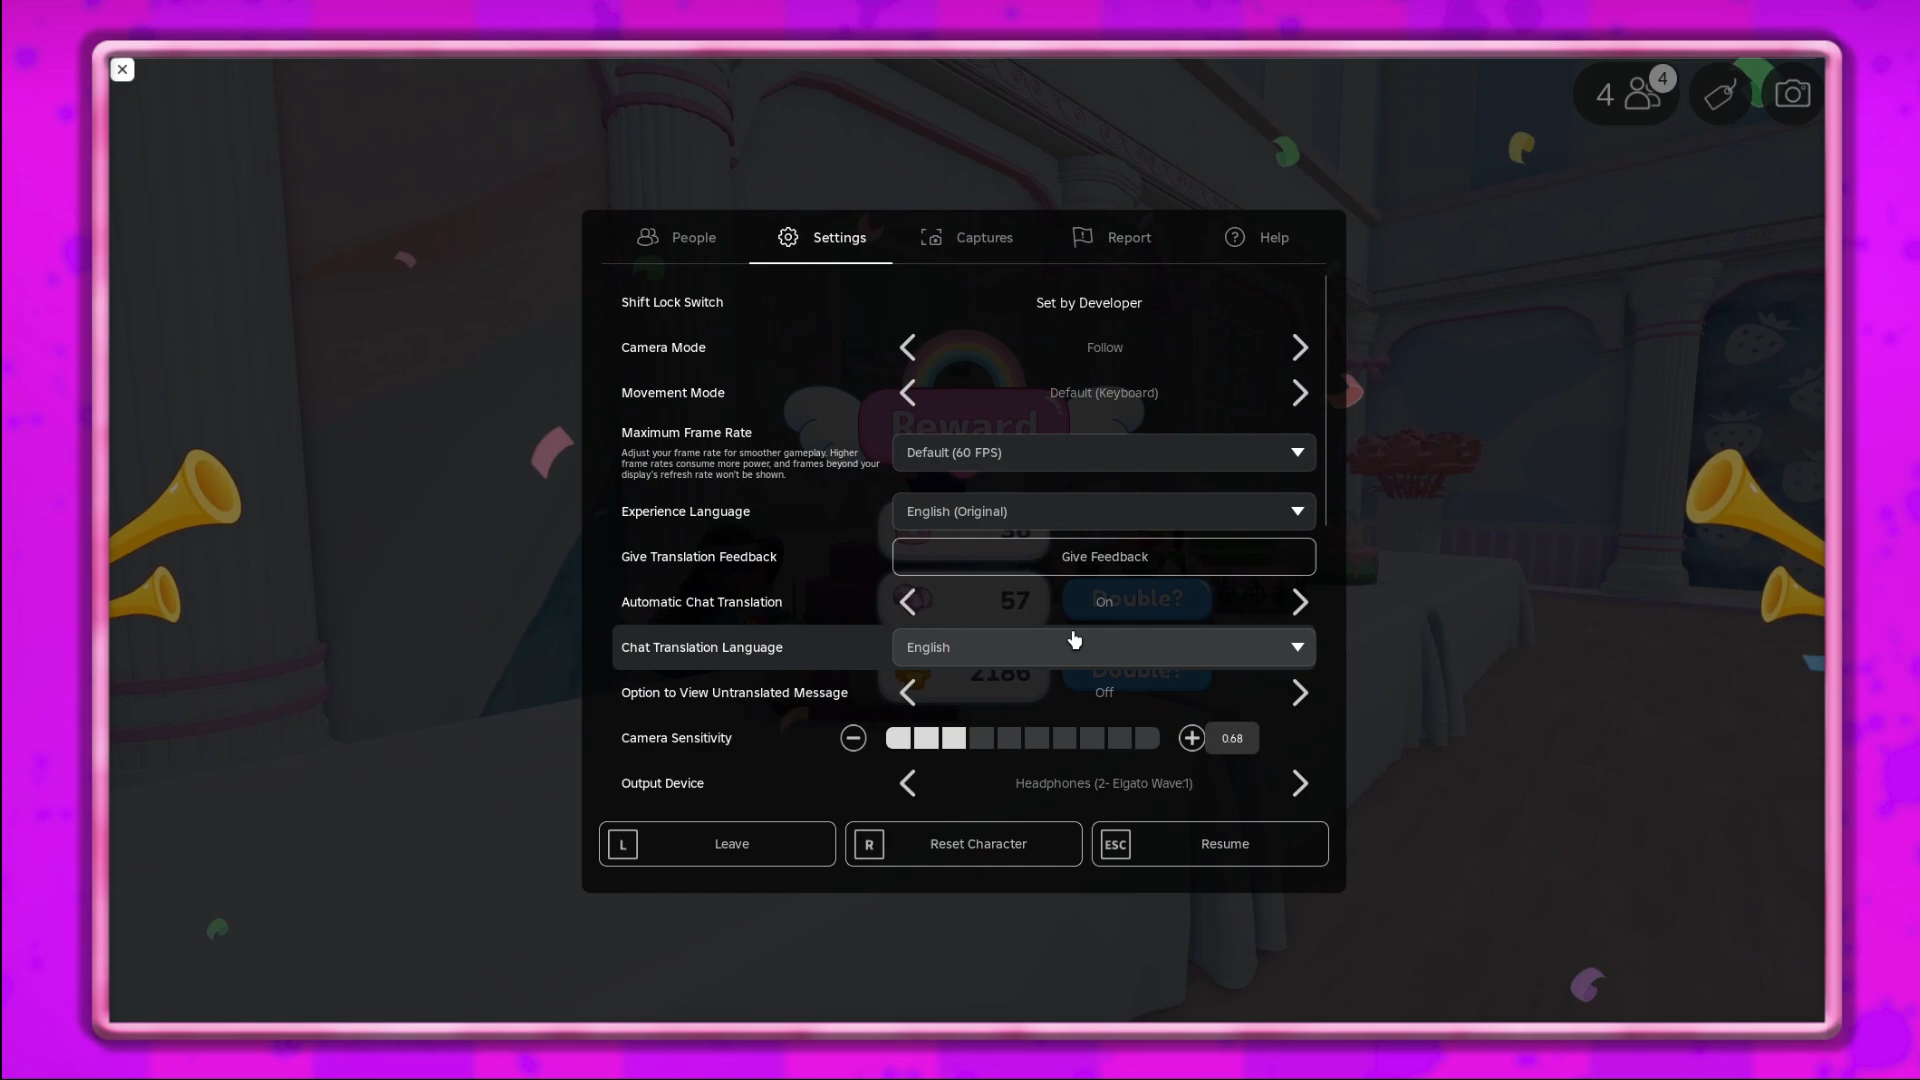 4
4
People
Settings
Captures
Report
Help
Shift Lock Switch
Set by Developer
Camera Mode
Follow
Movement Mode
Default (Keyboard)
Reward
Maximum Frame Rate
Adjust your frame rate for smoother gameplay. Higher
frame rates consume more power, and frames beyond your
display's refresh rate won't be shown.
Default (60 FPS)
Experience Language
English (Original)
Give Translation Feedback
Give Feedback
Automatic Chat Translation
57
On
Double?
Chat Translation Language
English
2186
Double?
Option to View Untranslated Message
Off
Camera Sensitivity
0.68
Output Device
Headphones (2- Elgato Wave:1)
L
Leave
R
Reset Character
ESC
Resume